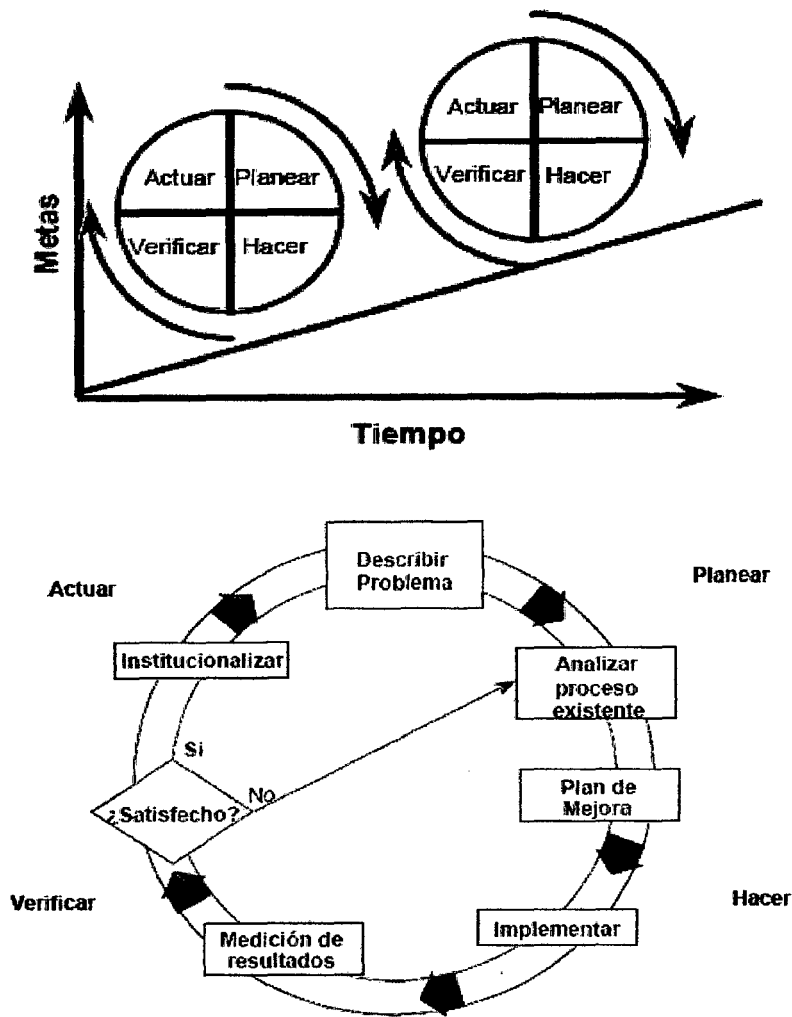 Metas
Actuar
Planear
Verificar
Hacer
Actuar
Planear
Verificar
Hacer
Tiempo
Actuar
Describir
Problema
Planear
Institucionalizar
Analizar
proceso
existente
Si
¿Satisfecho?
No
Plan de
Mejora
Verificar
Hacer
Medición de
resultados
Implementar